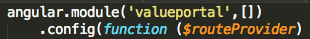 angular.module('valueportal',[])
    .config(function ($routeProvider)